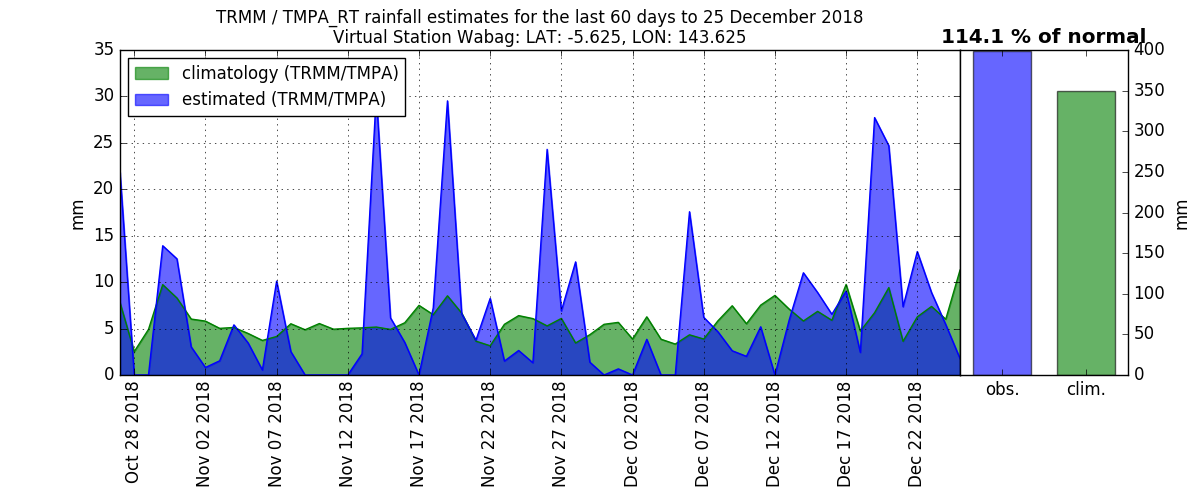 TRMM / TMPA_RT rainfall estimates for the last 60 days to 25 December 2018
Virtual Station Wabag: LAT: -5.625, LON: 143.625
114.1 % of normal
climatology (TRMM/TMPA)
estimated (TRMM/TMPA)
35
30
25
20
15
10
5
0
mm
Oct 28 2018
Nov 02 2018
Nov 07 2018
Nov 12 2018
Nov 17 2018
Nov 22 2018
Nov 27 2018
Dec 02 2018
Dec 07 2018
Dec 12 2018
Dec 17 2018
Dec 22 2018
obs.
clim.
400
350
300
250
200
150
100
50
0
mm